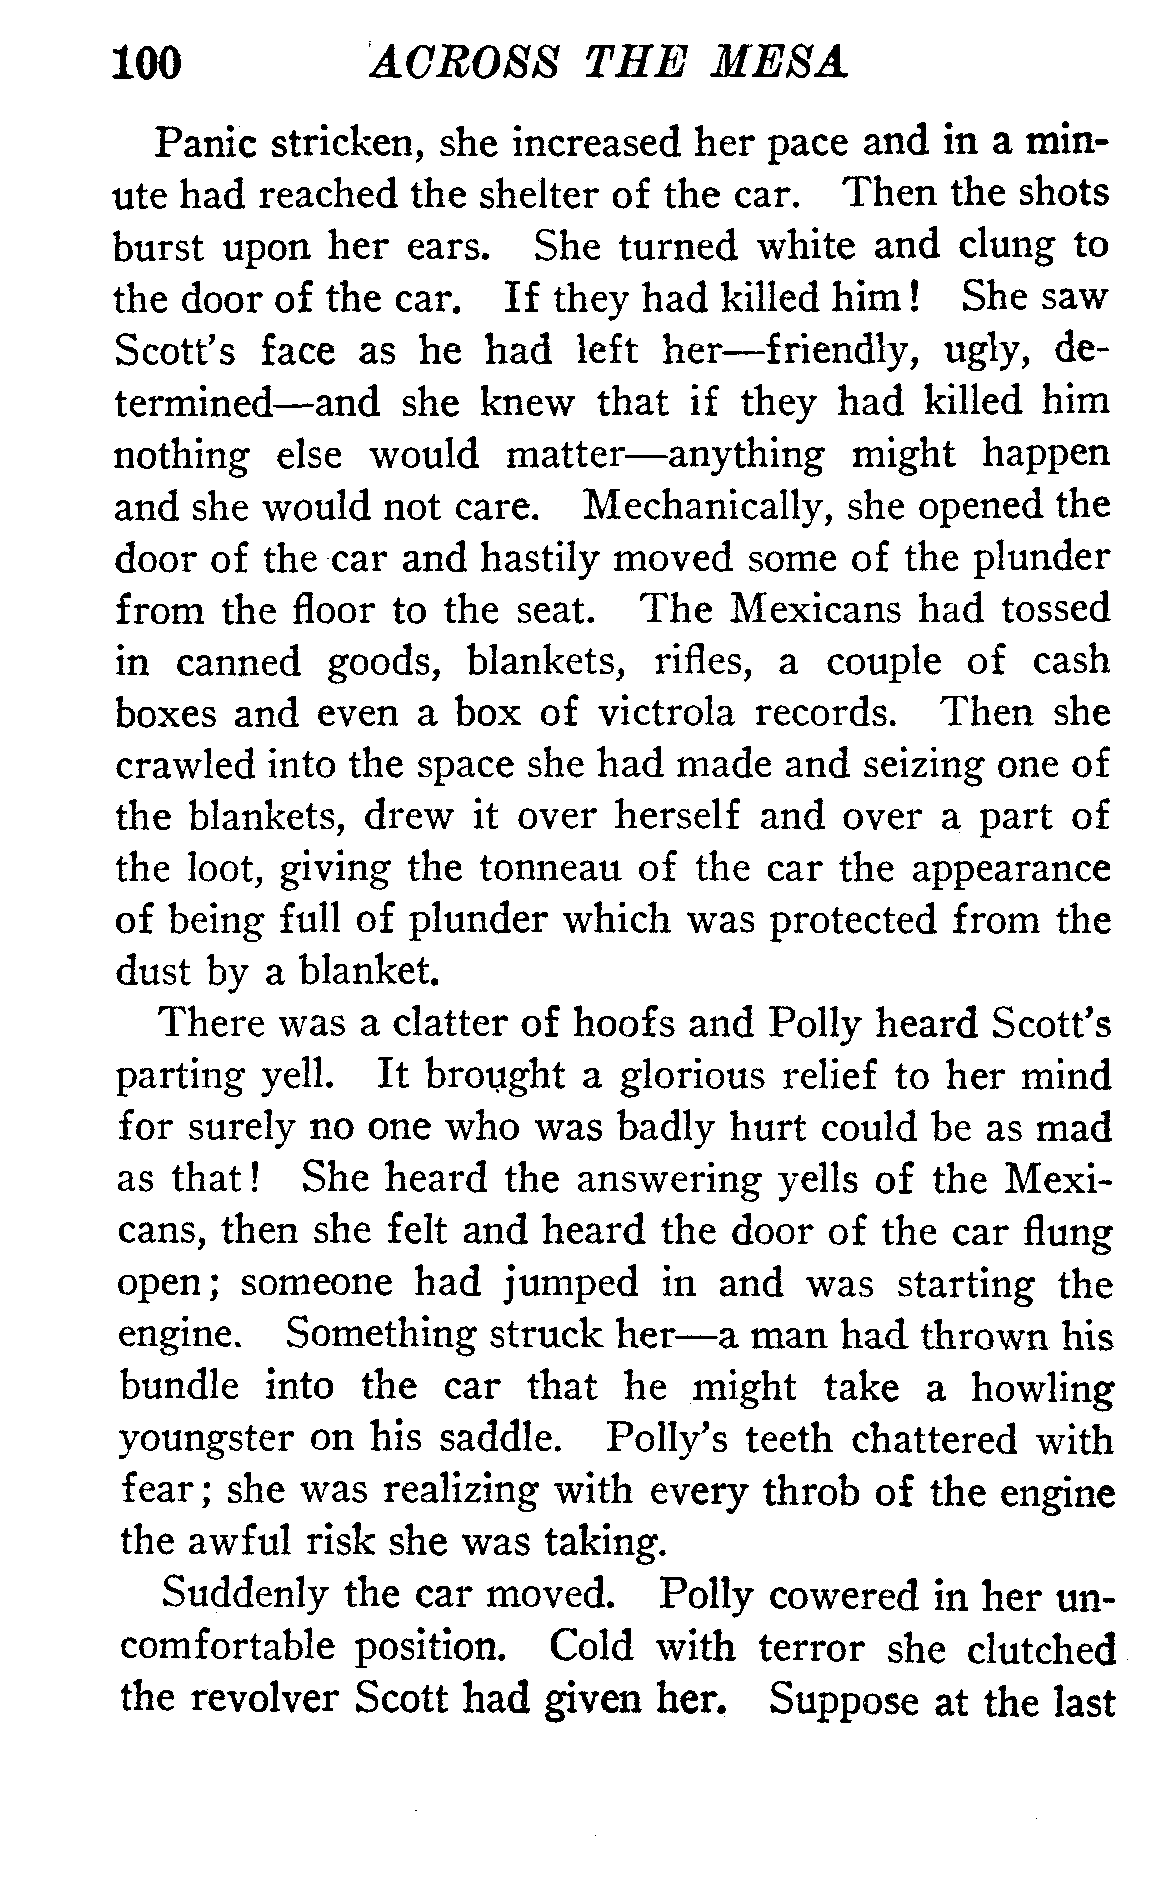 100 ACROSS THE MESA
Panic stricken, she increased her pace and in a min-
ute had reached the shelter of the car. Then the shots
burst upon her ears. She turned white and clung to
the door of the car. If they had killed him! She saw
Scott's face as he had left her—friendly, ugly, de-
termined—and she knew that if they had killed him
nothing else would matter—anything might happen
and she would not care. Mechanically, she opened the
door of the car and hastily moved some of the plunder
from the floor to the seat. The Mexicans had tossed
in canned goods, blankets, rifles, a couple of cash
boxes and even a box of victrola records. Then she
crawled into the space she had made and seizing one of
the blankets, drew it over herself and over a part of
the loot, giving the tonneau of the car the appearance
of being full of plunder which was protected from the
dust by a blanket.
There was a clatter of hoofs and Polly heard Scott's
parting yell. It brought a glorious relief to her mind
for surely no one who was badly hurt could be as mad
as that! She heard the answering yells of the Mexi-
cans, then she felt and heard the door of the car flung
open; someone had jumped in and was starting the
engine. Something struck her—a man had thrown his
bundle into the car that he might take a howling
youngster on his saddle. Polly's teeth chattered with
fear; she was realizing with every throb of the engine
the awful risk she was taking.
Suddenly the car moved. Polly cowered in her un-
comfortable position. Cold with terror she clutched
the revolver Scott had given her. Suppose at the last